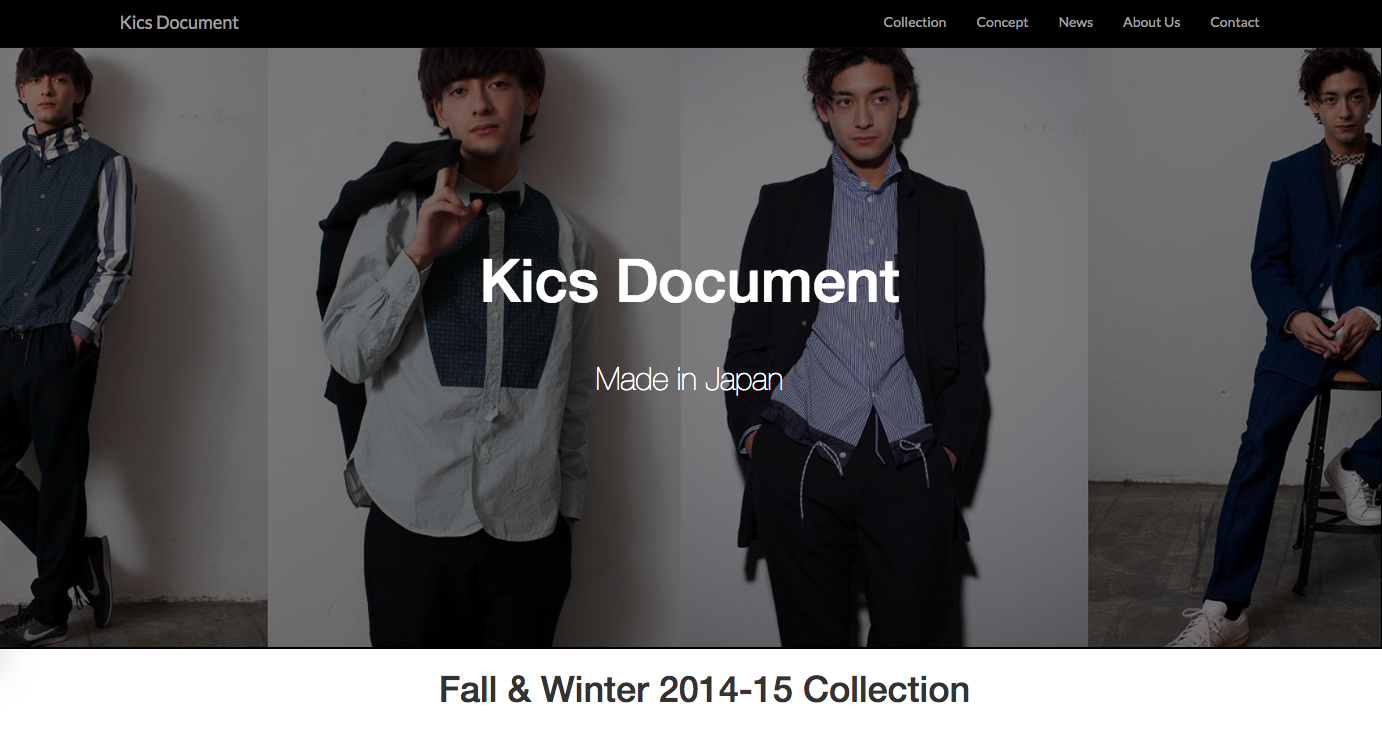 Kics Document
Collection
Concept
News
About Us
Contact
Kics Document
Made in Japan
Fall & Winter 2014-15 Collection